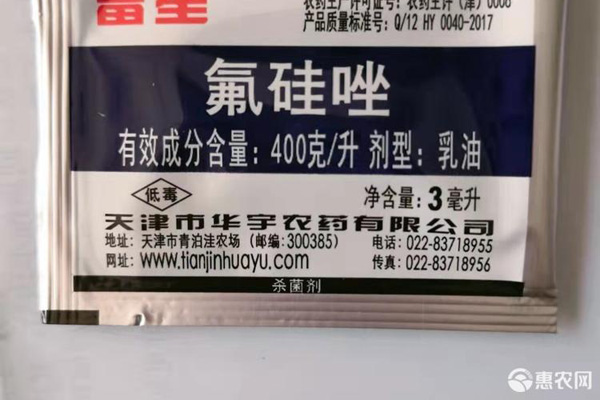 富星
农药生产许可证号：农药生许（津）0006
产品质量标准号：Q/12 HY 0040-2017
氟硅唑
有效成分含量：400克/升 剂型：乳油
低毒
净含量：3毫升
天津市华宇农药有限公司
地址：天津市青泊洼农场（邮编:300385） 电话：022-83718955
网址：www.tianjinhuayu.com 传真：022-83718956
杀菌剂
惠农网